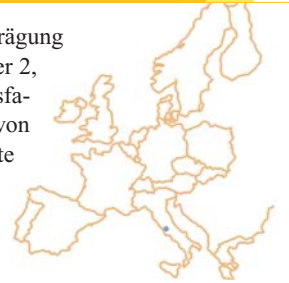 rägung
er 2,
sfa-
von
te